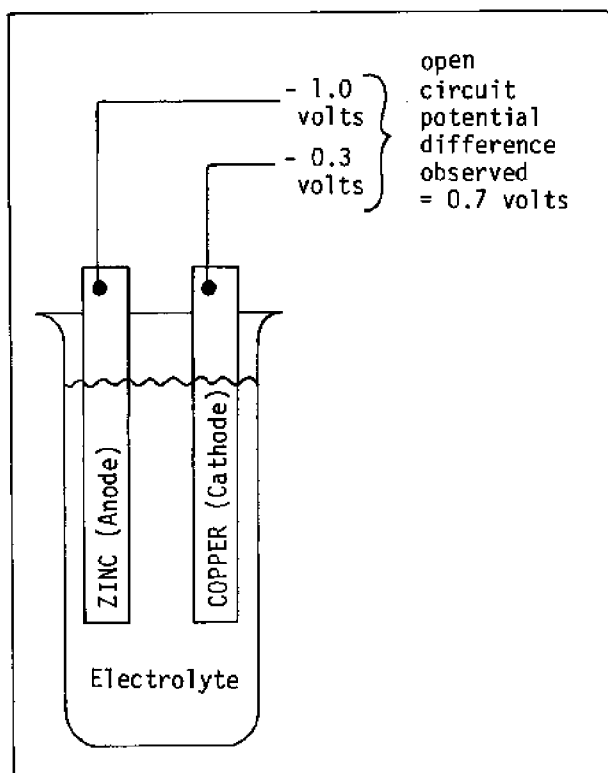 - 1.0
volts
- 0.3
volts
open
circuit
potential
difference
observed
= 0.7 volts
ZINC (Anode)
COPPER (Cathode)
Electrolyte